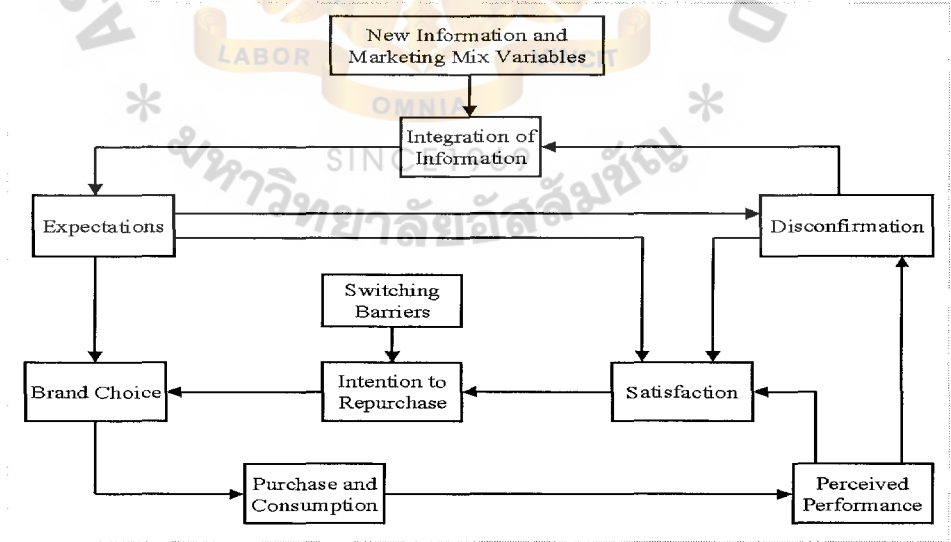 New Information and
Marketing Mix Variables
LABOR
VINCIT
OMNIA
Integration of
Information
SINCE1969
มหาวิทยาลัยอัสสัมชัญ
Expectations
Disconfirmation
Switching
Barriers
Brand Choice
Intention to
Repurchase
Satisfaction
Purchase and
Consumption
Perceived
Performance